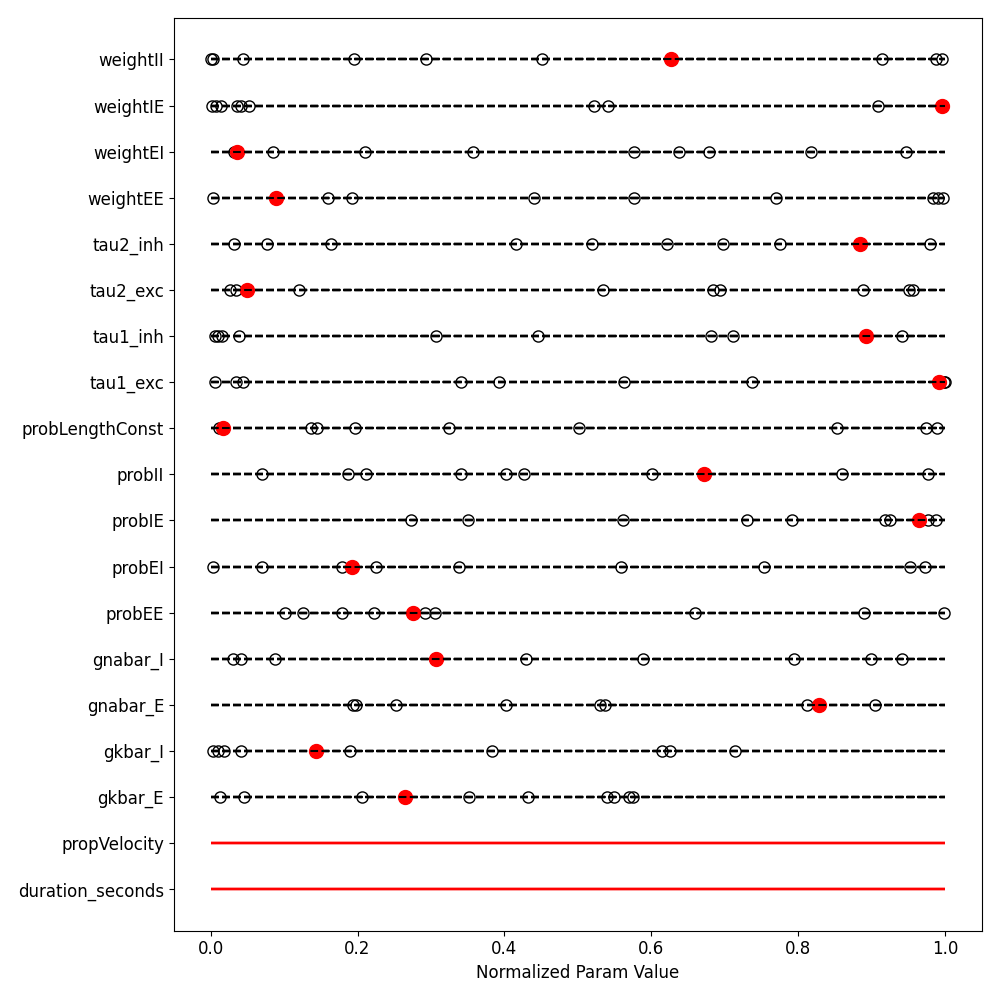 weightII
weightIE
weightEI
weightEE
tau2_inh
tau2_exc
tau1_inh
tau1_exc
probLengthConst
probII
probIE
probEI
probEE
gnabar_I
gnabar_E
gkbar_I
gkbar_E
propVelocity
duration_seconds
0.0 0.2 0.4 0.6 0.8 1.0
Normalized Param Value